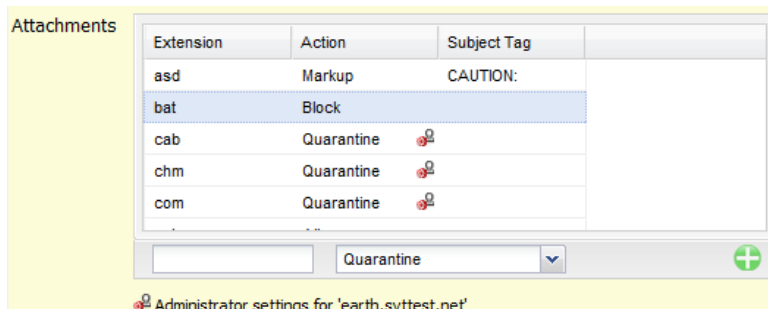 Attachments
Extension Action Subject Tag
asd Markup CAUTION:
bat Block
cab Quarantine
chm Quarantine
com Quarantine
Quarantine
Administrator settings for 'earth.svttest.net'